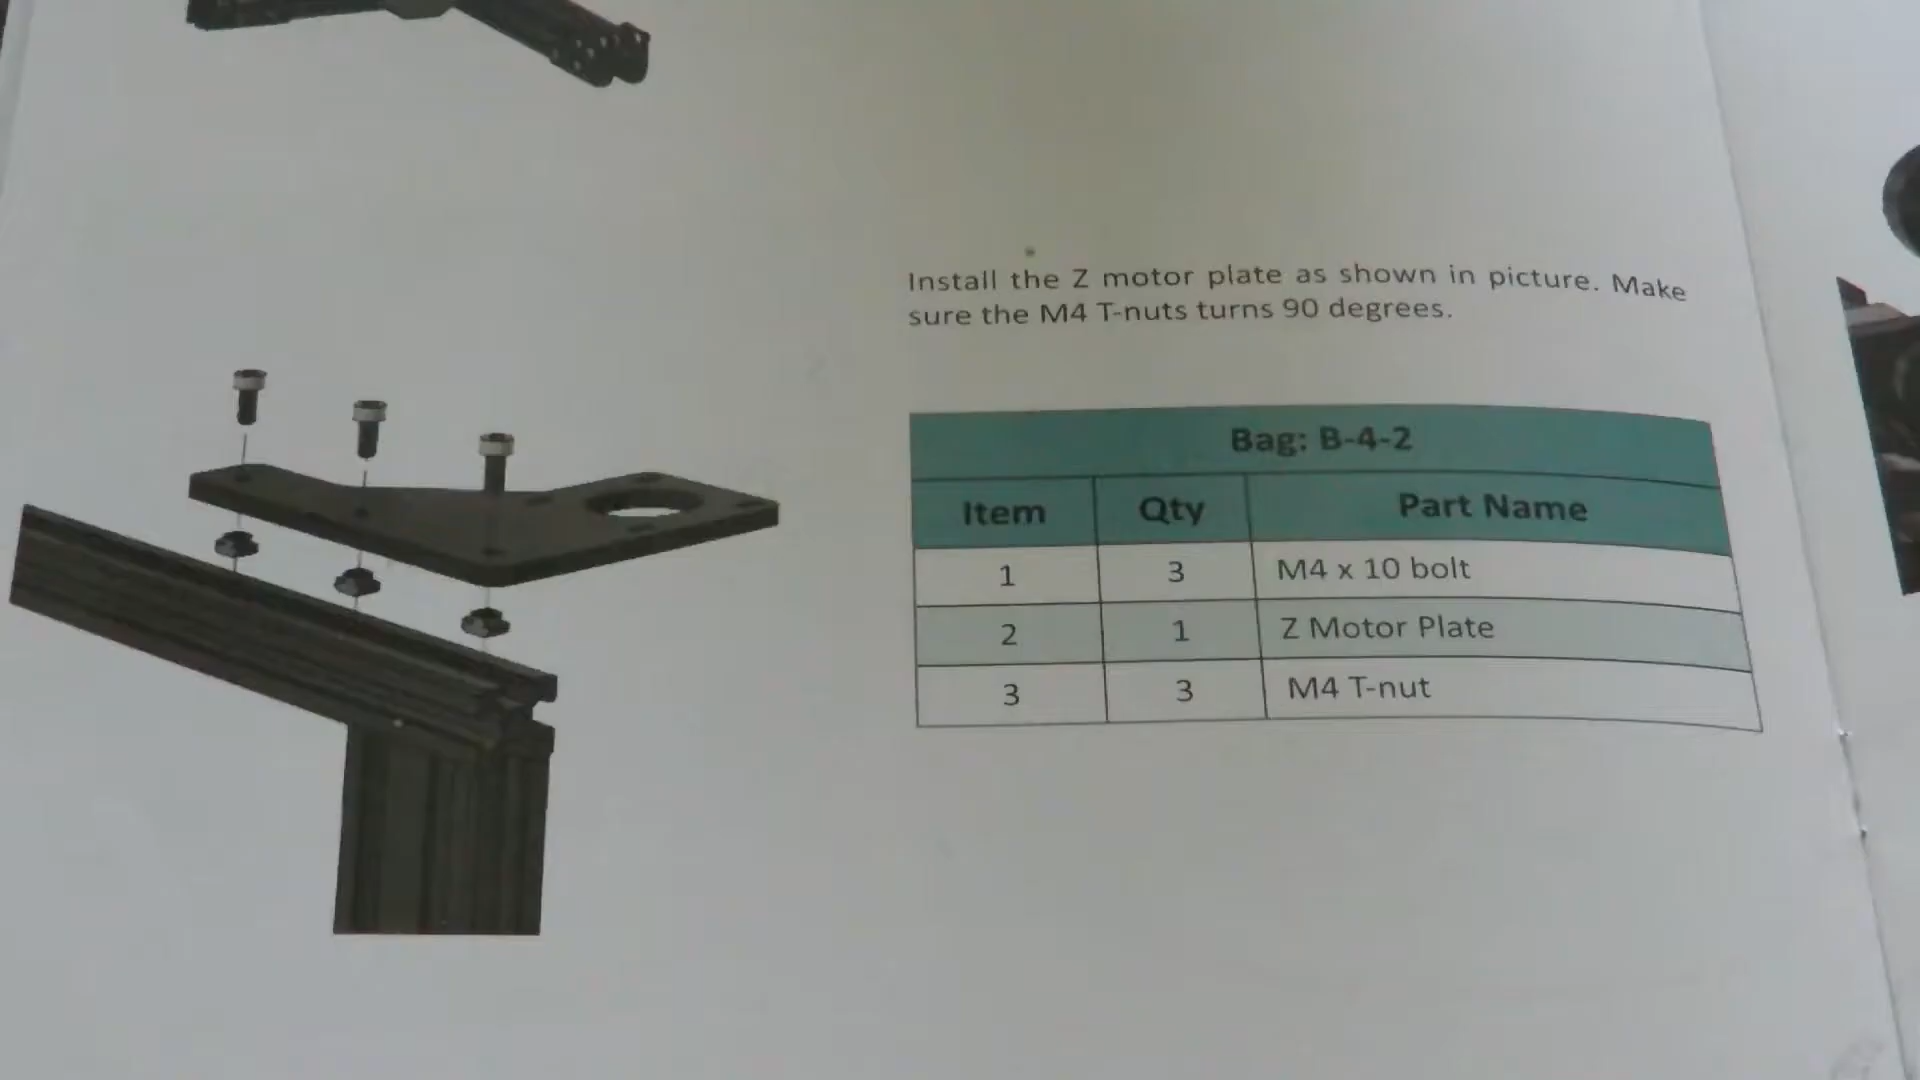 Install the Z motor plate as shown in picture. Make
sure the M4 T-nuts turns 90 degrees.
Bag: B-4-2
Item Qty Part Name
1 3 M4 x 10 bolt
2 1 Z Motor Plate
3 3 M4 T-nut